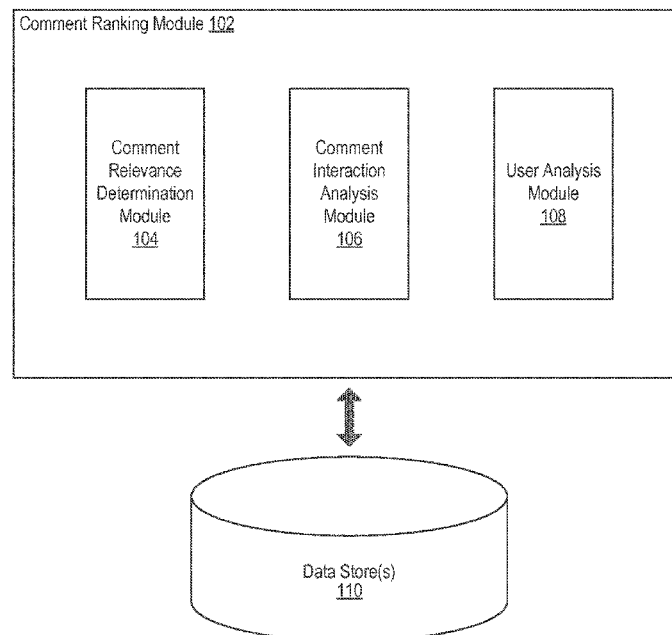 Comment Ranking Module 102
Comment
Relevance
Determination
Module
104
Comment
Interaction
Analysis
Module
106
User Analysis
Module
108
Data Store(s)
110